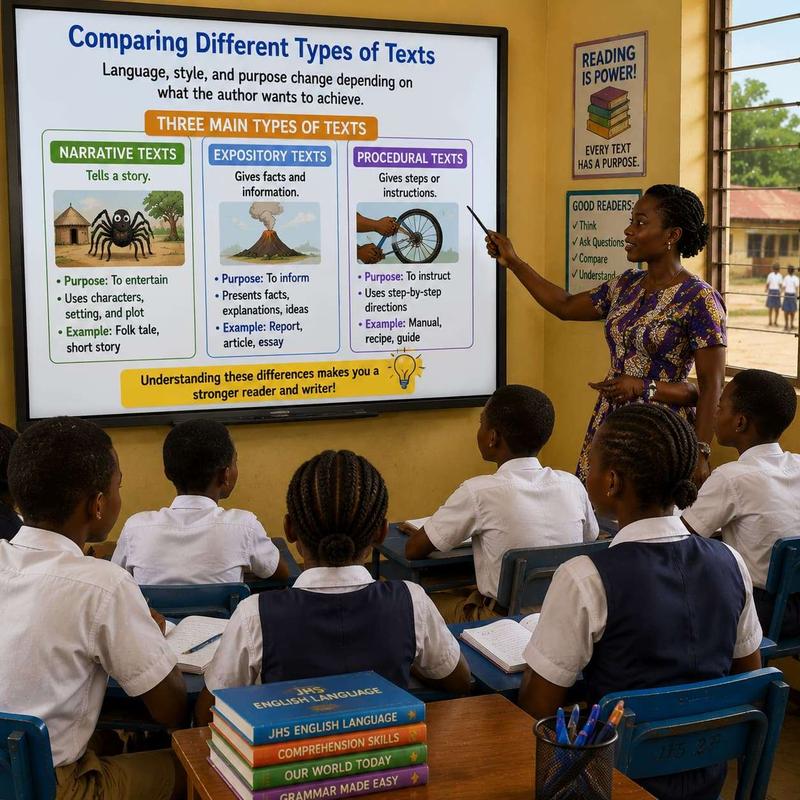 Comparing Different Types of Texts
Language, style, and purpose change depending on
what the author wants to achieve.
THREE MAIN TYPES OF TEXTS
NARRATIVE TEXTS
Tells a story.
• Purpose: To entertain
• Uses characters,
setting, and plot
• Example: Folk tale,
short story
EXPOSITORY TEXTS
Gives facts and
information.
• Purpose: To inform
• Presents facts,
explanations, ideas
• Example: Report,
article, essay
PROCEDURAL TEXTS
Gives steps or
instructions.
• Purpose: To instruct
• Uses step-by-step
directions
• Example: Manual,
recipe, guide
Understanding these differences makes you a
stronger reader and writer!
READING
IS POWER!
EVERY TEXT
HAS A PURPOSE.
GOOD READERS:
✓ Think
✓ Ask Questions
✓ Compare
✓ Understand
JHS
ENGLISH LANGUAGE
JHS ENGLISH LANGUAGE
COMPREHENSION SKILLS
OUR WORLD TODAY
GRAMMAR MADE EASY